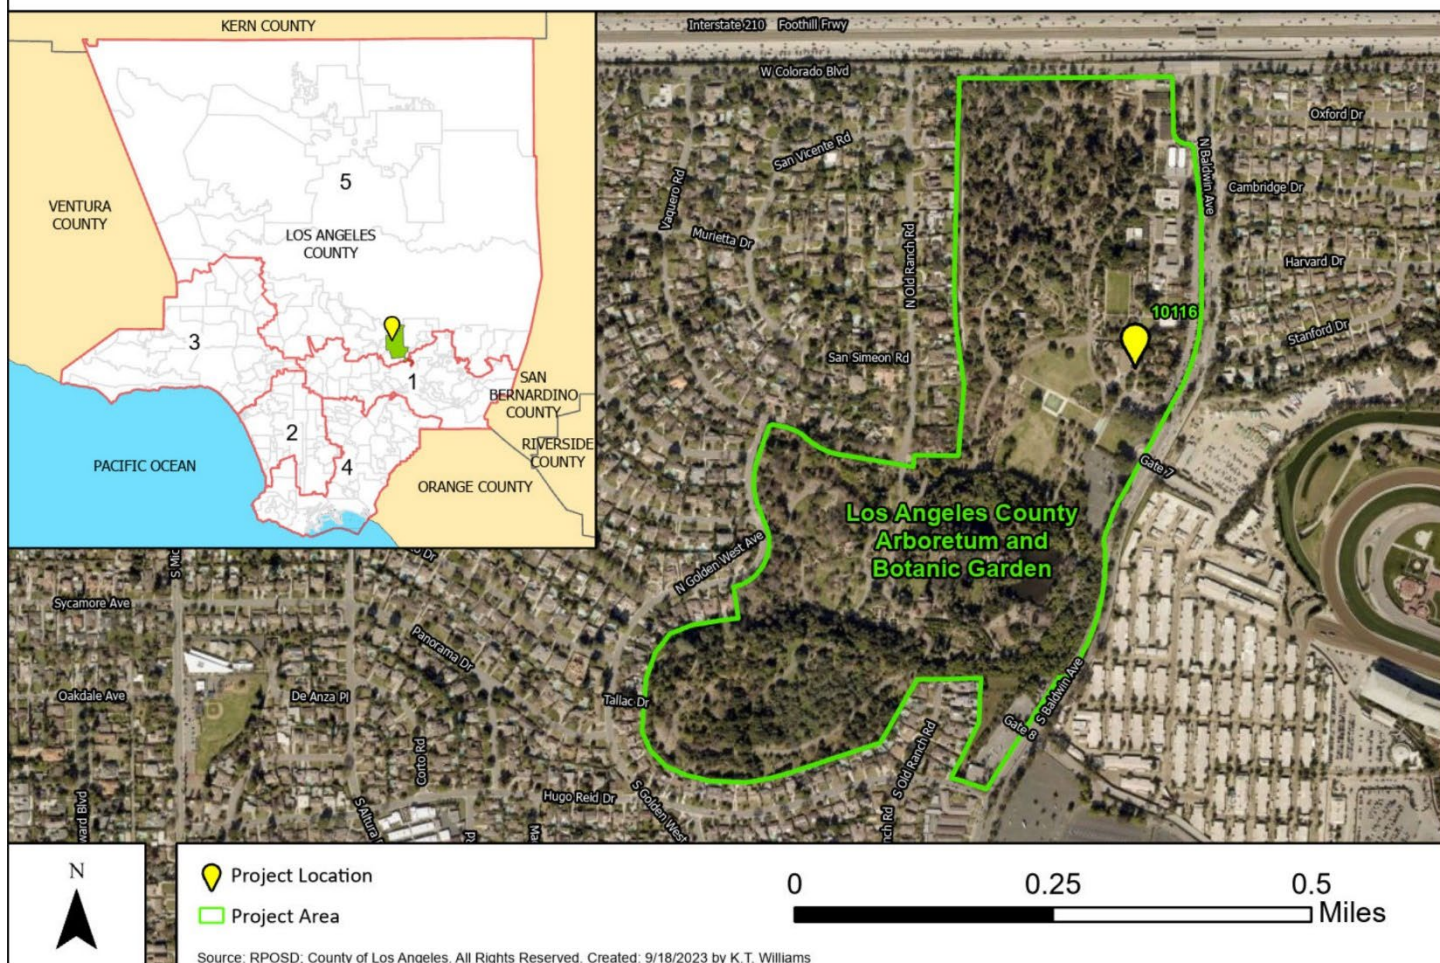 KERN COUNTY
5
VENTURA
COUNTY
LOS ANGELES
COUNTY
3
1
SAN
BERNARDINO
COUNTY
2
RIVERSIDE
COUNTY
4
PACIFIC OCEAN
ORANGE COUNTY
Interstate 210 Foothill Frwy
W Colorado Blvd
Oxford Dr
San Vicente Rd
N Baldwin Ave
Vaquero Rd
Cambridge Dr
Murietta Dr
N Old Ranch Rd
Harvard Dr
10116
Stanford Dr
San Simeon Rd
Gate 7
Los Angeles County
Arboretum and
Botanic Garden
N Golden West Ave
Sycamore Ave
Panorama Dr
Oakdale Ave
De Anza Pl
Tallac Dr
S Baldwin Ave
Gate 8
S Old Ranch Rd
Corto Rd
Hugo Reid Dr
S Golden West
S Altura
N
Project Location
Project Area
0 0.25 0.5
Miles
Source: RPOSD; County of Los Angeles, All Rights Reserved, Created: 9/18/2023 by K.T. Williams